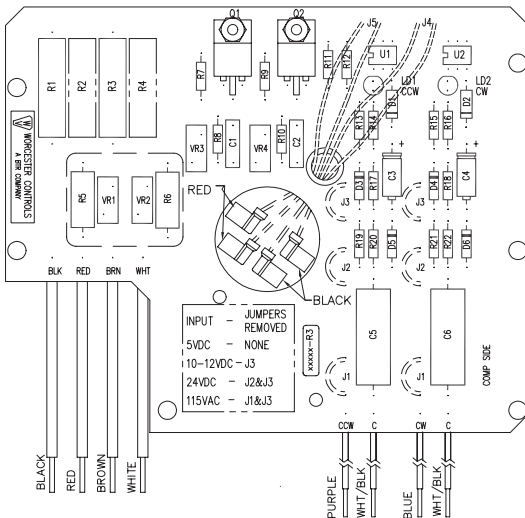 Q1
Q2
J5
J4
R1
R2
R3
R4
R7
R9
R11
R12
U1
U2
LD1
CCW
LD2
CW
D1
D2
R13
R14
R15
R16
VR3
R8
C1
VR4
R10
C2
+
+
WORCESTER CONTROLS
A BTR COMPANY
R5
VR1
VR2
R6
RED
J3
D3
R17
C3
J3
D4
R18
C4
R19
R20
D5
R21
R22
D6
J2
J2
BLK
RED
BRN
WHT
BLACK
INPUT – JUMPERS
REMOVED
5VDC – NONE
10–12VDC – J3
24VDC – J2&J3
115VAC – J1&J3
xxxxx–R3
C5
C6
J1
J1
COMP SIDE
CCW
C
CW
C
BLACK
RED
BROWN
WHITE
PURPLE
WHT/BLK
BLUE
WHT/BLK